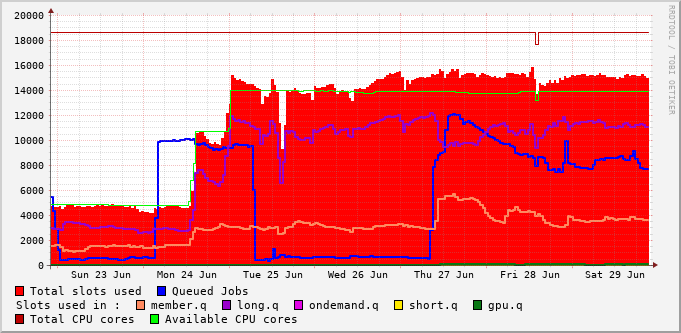 20000
18000
16000
14000
12000
10000
8000
6000
4000
2000
0
Sun 23 Jun Mon 24 Jun Tue 25 Jun Wed 26 Jun Thu 27 Jun Fri 28 Jun Sat 29 Jun
RRDTOOL / TOBI OETIKER
Total slots used Queued Jobs
Slots used in : member.q long.q ondemand.q short.q gpu.q
Total CPU cores Available CPU cores